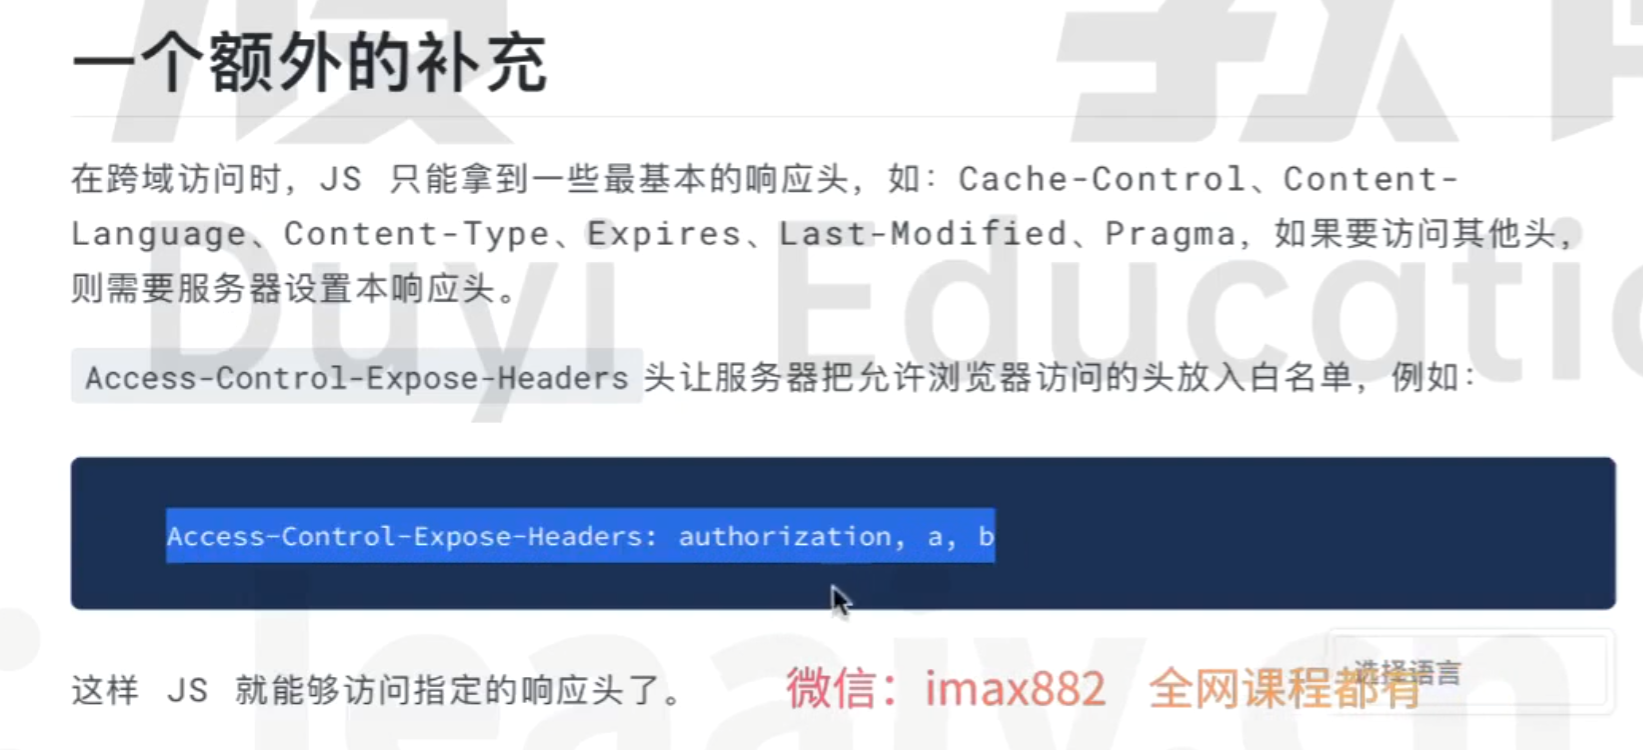 一个额外的补充
在跨域访问时，JS 只能拿到一些最基本的响应头，如：Cache-Control、Content-
Language、Content-Type、Expires、Last-Modified、Pragma，如果要访问其他头，
则需要服务器设置本响应头。
Access-Control-Expose-Headers 头让服务器把允许浏览器访问的头放入白名单，例如：
Access-Control-Expose-Headers: authorization, a, b
这样 JS 就能够访问指定的响应头了。
微信：imax882 全网课程都有
选择语言
Duyi Educatio